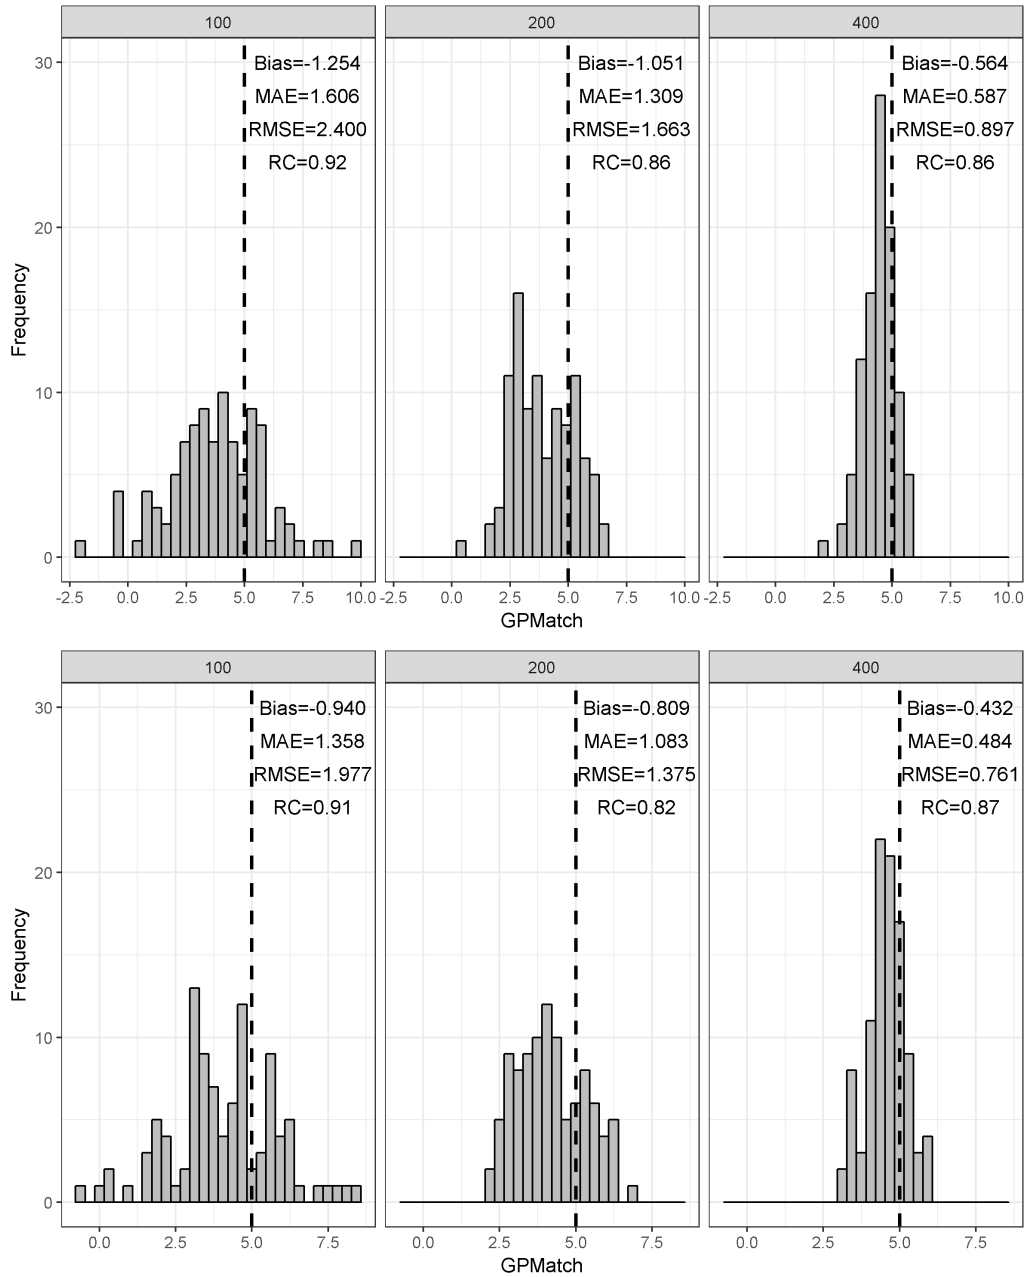 100 200 400
30
20
10
0
Frequency
Bias=-1.254
MAE=1.606
RMSE=2.400
RC=0.92
Bias=-1.051
MAE=1.309
RMSE=1.663
RC=0.86
Bias=-0.564
MAE=0.587
RMSE=0.897
RC=0.86
-2.5 0.0 2.5 5.0 7.5 10.0 -2.5 0.0 2.5 5.0 7.5 10.0 -2.5 0.0 2.5 5.0 7.5 10.0
GPMatch
100 200 400
30
20
10
0
Frequency
Bias=-0.940
MAE=1.358
RMSE=1.977
RC=0.91
Bias=-0.809
MAE=1.083
RMSE=1.375
RC=0.82
Bias=-0.432
MAE=0.484
RMSE=0.761
RC=0.87
0.0 2.5 5.0 7.5 0.0 2.5 5.0 7.5 0.0 2.5 5.0 7.5
GPMatch